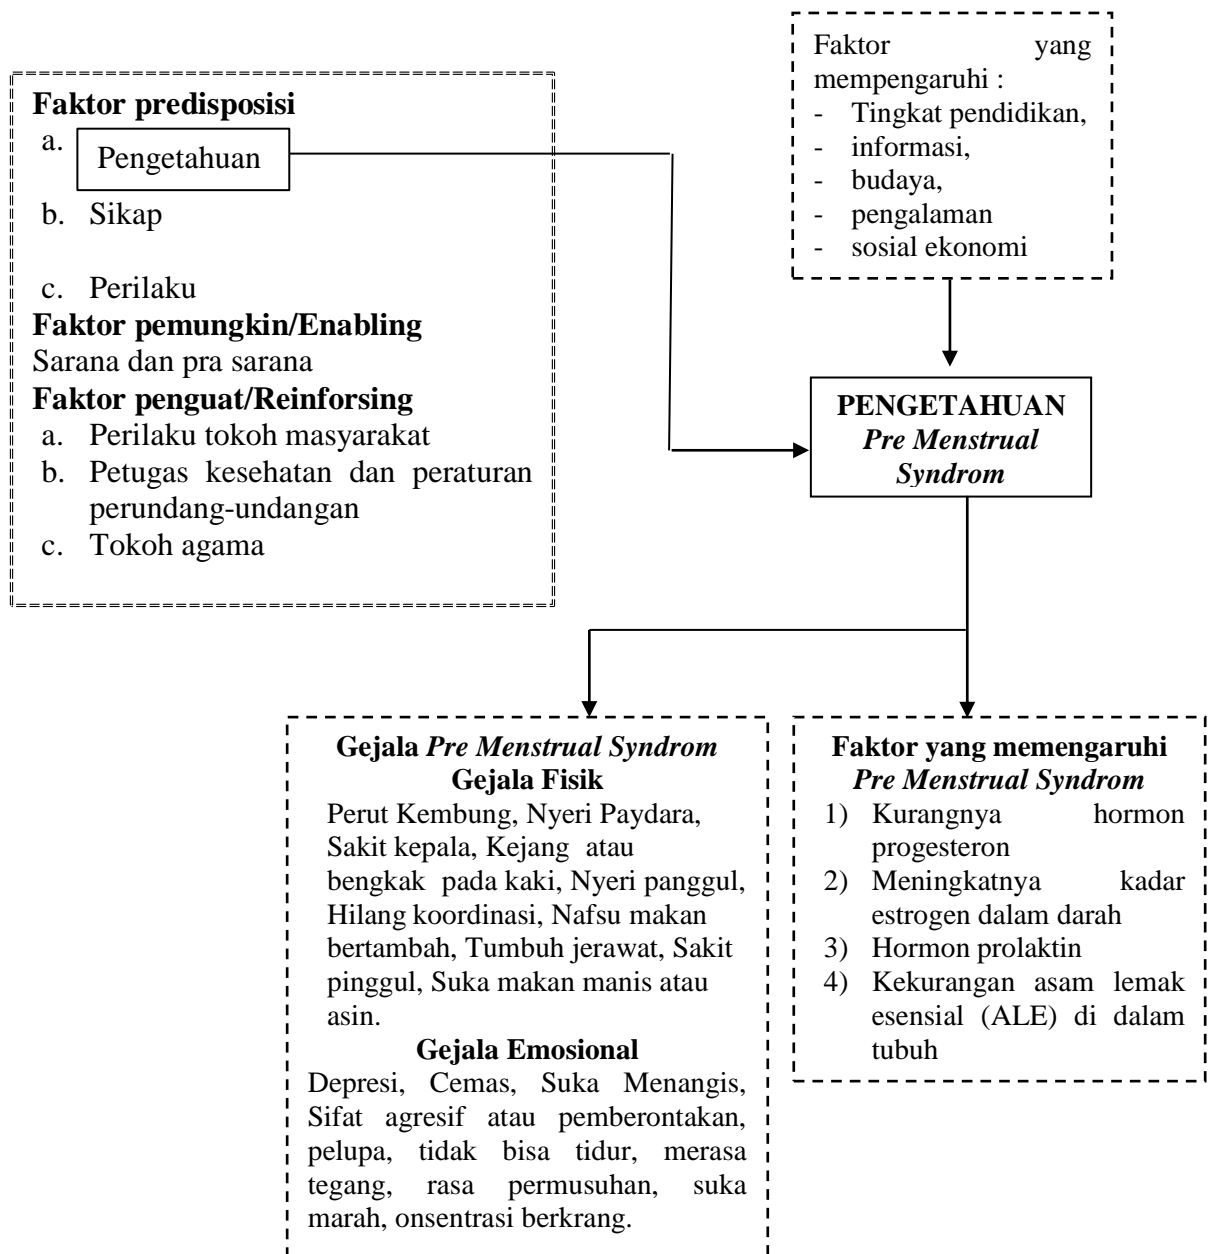 Faktor yang
mempengaruhi :
- Tingkat pendidikan,
- informasi,
- budaya,
- pengalaman
- sosial ekonomi
Faktor predisposisi
a. Pengetahuan
b. Sikap
c. Perilaku
Faktor pemungkin/Enabling
Sarana dan pra sarana
Faktor penguat/Reinforsing
a. Perilaku tokoh masyarakat
b. Petugas kesehatan dan peraturan
perundang-undangan
c. Tokoh agama
PENGETAHUAN
Pre Menstrual
Syndrom
Gejala Pre Menstrual Syndrom
Gejala Fisik
Perut Kembung, Nyeri Paydara,
Sakit kepala, Kejang atau
bengkak pada kaki, Nyeri panggul,
Hilang koordinasi, Nafsu makan
bertambah, Tumbuh jerawat, Sakit
pinggul, Suka makan manis atau
asin.
Gejala Emosional
Depresi, Cemas, Suka Menangis,
Sifat agresif atau pemberontakan,
pelupa, tidak bisa tidur, merasa
tegang, rasa permusuhan, suka
marah, onsentrasi berkrang.
Faktor yang memengaruhi
Pre Menstrual Syndrom
1) Kurangnya hormon
progesteron
2) Meningkatnya kadar
estrogen dalam darah
3) Hormon prolaktin
4) Kekurangan asam lemak
esensial (ALE) di dalam
tubuh